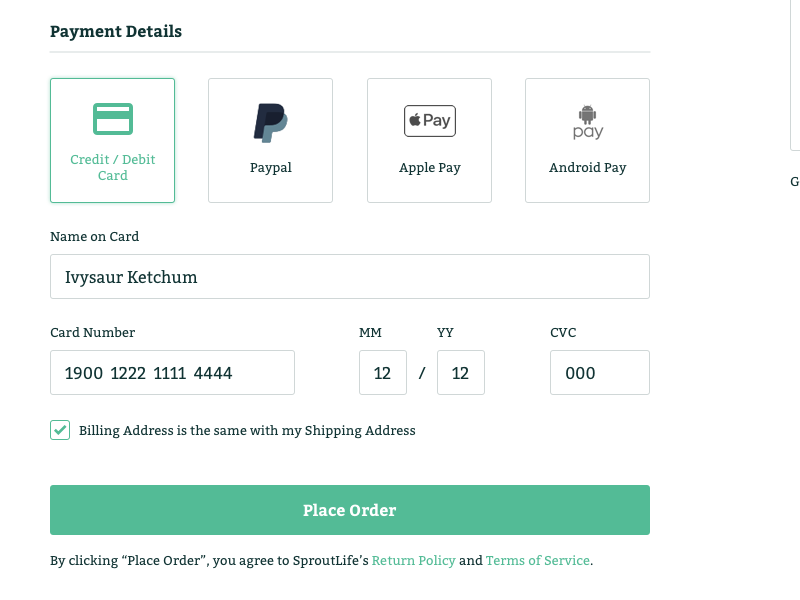 Payment Details
Credit / Debit
Card
Paypal
Pay
Apple Pay
pay
Android Pay
Name on Card
Ivysaur Ketchum
Card Number
MM
YY
CVC
1900 1222 1111 4444
12
/
12
000
Billing Address is the same with my Shipping Address
Place Order
By clicking “Place Order”, you agree to SproutLife’s Return Policy and Terms of Service.
G